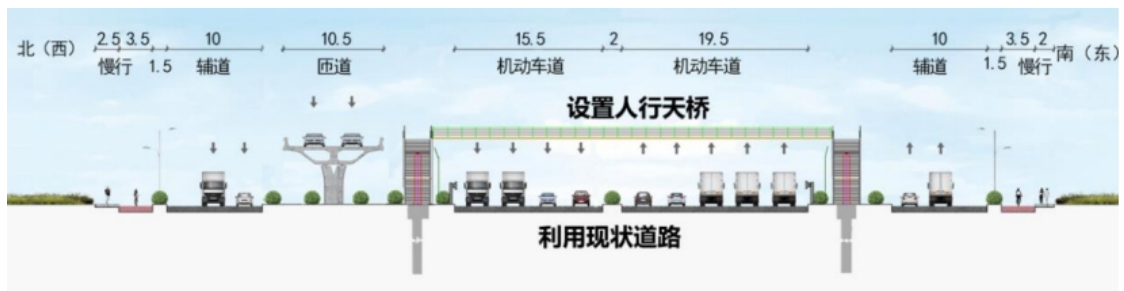 北（西） 2.5 3.5 10 10.5 15.5 2 19.5 10 3.5 2 南（东）
慢行 1.5 辅道 匝道 机动车道 机动车道 辅道 1.5 慢行
设置人行天桥
利用现状道路